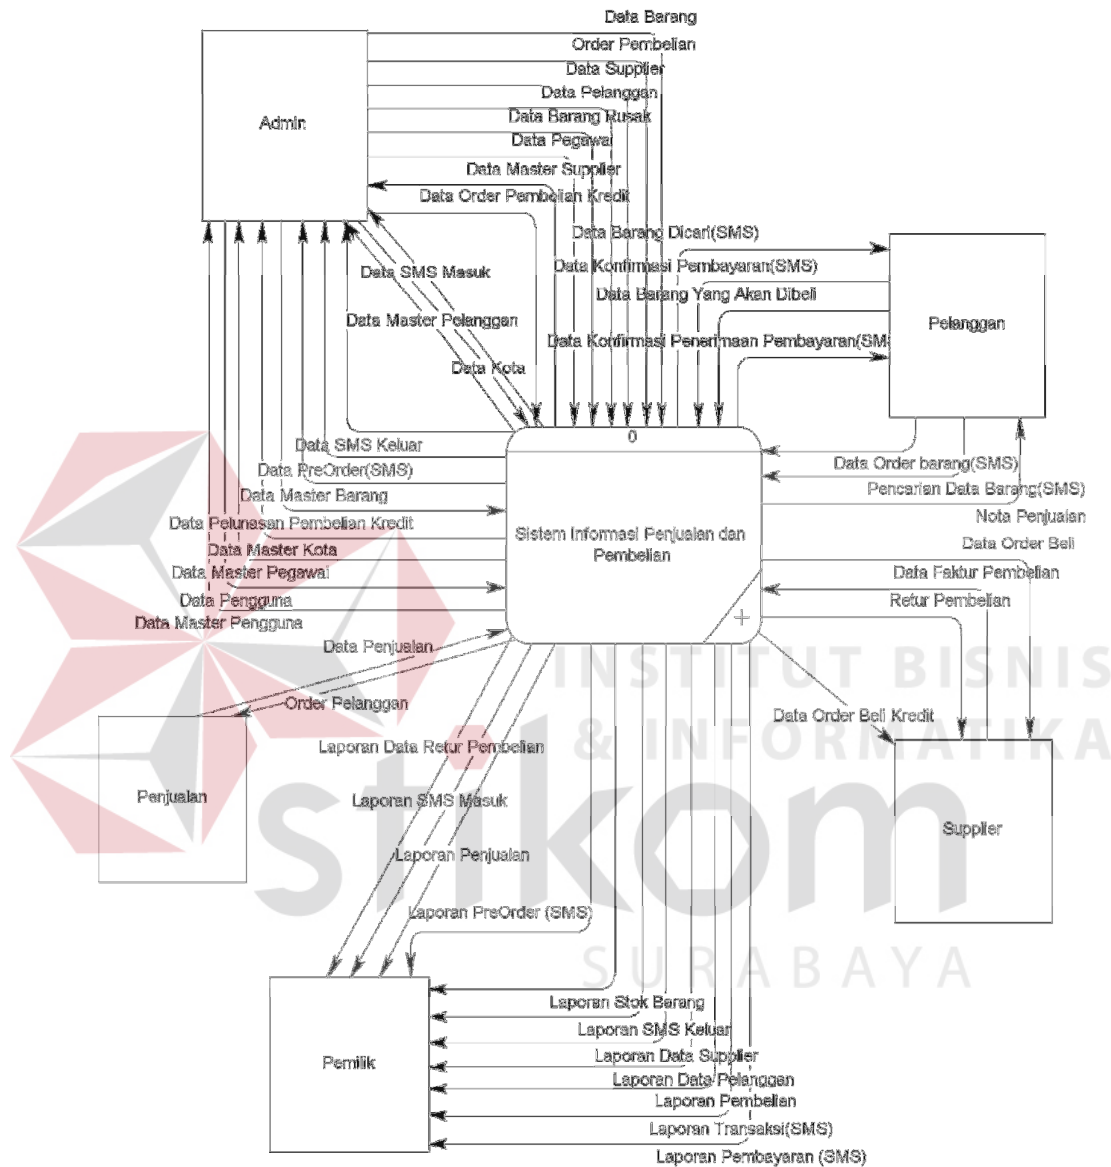 Data Barang
Order Pembelian
Data Supplier
Data Pelanggan
Data Barang Rusak
Data Pegawai
Data Master Supplier
Data Order Pembelian Kredit
Admin
Data Barang Dicari(SMS)
Data Konfirmasi Pembayaran(SMS)
Data Barang Yang Akan Dibeli
Data Konfirmasi Penerimaan Pembayaran(SM
Pelanggan
Data SMS Masuk
Data Master Pelanggan
Data Kota
0
Sistem Informasi Penjualan dan
Pembelian
+
Data SMS Keluar
Data PreOrder(SMS)
Data Master Barang
Data Pelunasan Pembelian Kredit
Data Master Kota
Data Master Pegawai
Data Pengguna
Data Master Pengguna
Data Order barang(SMS)
Pencarian Data Barang(SMS)
Nota Penjualan
Data Order Beli
Data Faktur Pembelian
Retur Pembelian
Data Penjualan
Order Pelanggan
Data Order Beli Kredit
Penjualan
Supplier
Laporan Data Retur Pembelian
Laporan SMS Masuk
Laporan Penjualan
Laporan PreOrder (SMS)
Pemilik
Laporan Stok Barang
Laporan SMS Keluar
Laporan Data Supplier
Laporan Data Pelanggan
Laporan Pembelian
Laporan Transaksi(SMS)
Laporan Pembayaran (SMS)
INSTITUT BISNIS
& INFORMATIKA
stikom
SURABAYA